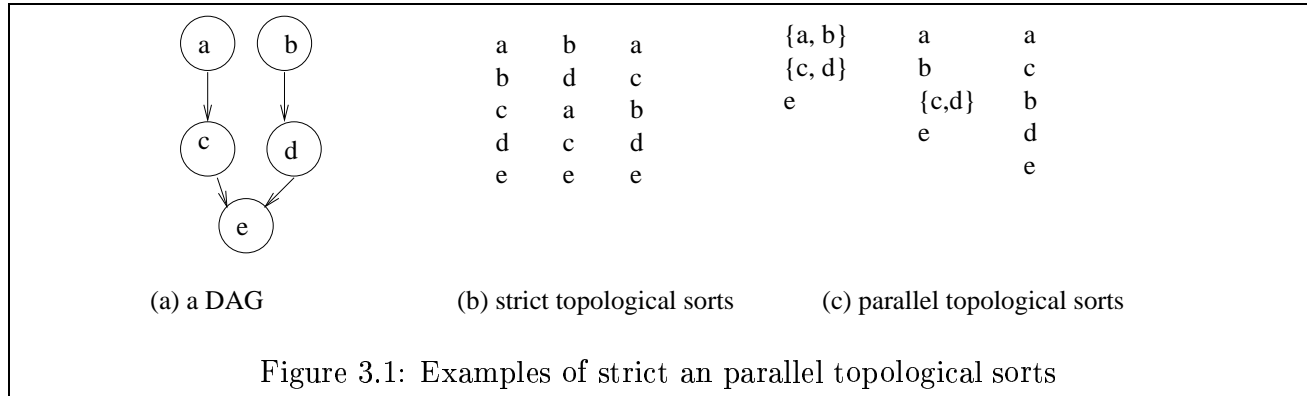 a b
c d
e
(a) a DAG
a b a
b d c
c a b
d c d
e e e
(b) strict topological sorts
{a, b} a a
{c, d} b c
e {c,d} b
e d
e
(c) parallel topological sorts
Figure 3.1: Examples of strict an parallel topological sorts